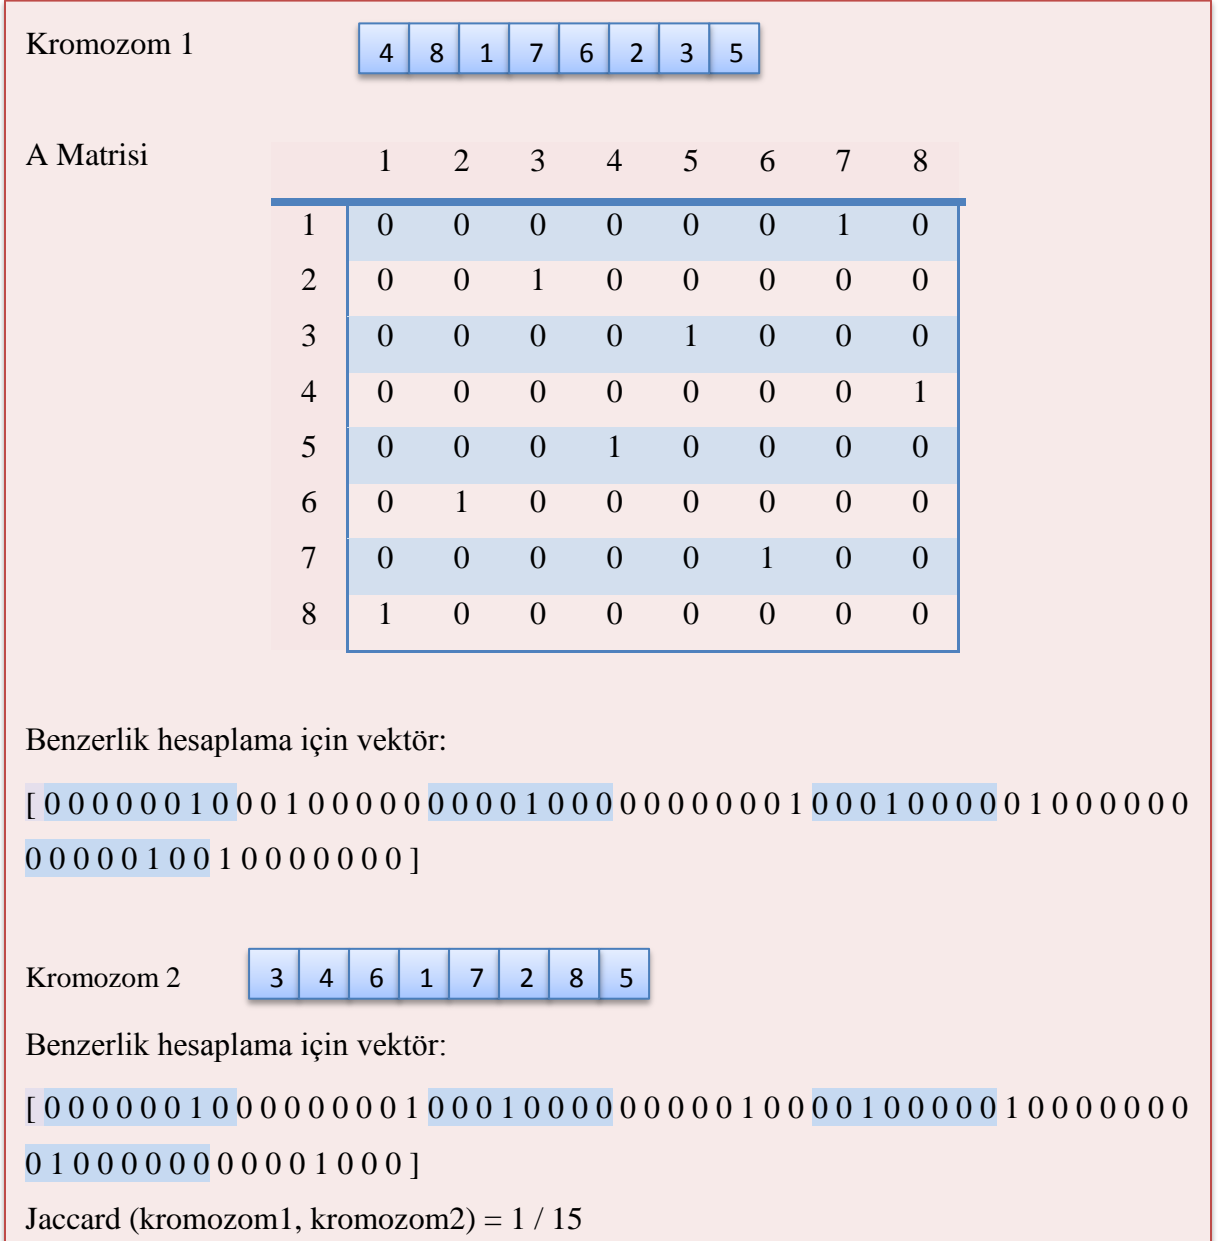 Kromozom 1 4 8 1 7 6 2 3 5
A Matrisi 1 2 3 4 5 6 7 8
1 0 0 0 0 0 0 1 0
2 0 0 1 0 0 0 0 0
3 0 0 0 0 1 0 0 0
4 0 0 0 0 0 0 0 1
5 0 0 0 1 0 0 0 0
6 0 1 0 0 0 0 0 0
7 0 0 0 0 0 1 0 0
8 1 0 0 0 0 0 0 0
Benzerlik hesaplama için vektör:
[ 0 0 0 0 0 0 1 0 0 0 1 0 0 0 0 0 0 0 0 0 1 0 0 0 0 0 0 0 0 0 0 1 0 0 0 1 0 0 0 0 0 1 0 0 0 0 0 0
0 0 0 0 0 1 0 0 1 0 0 0 0 0 0 0 ]
Kromozom 2 3 4 6 1 7 2 8 5
Benzerlik hesaplama için vektör:
[ 0 0 0 0 0 0 1 0 0 0 0 0 0 0 0 1 0 0 0 1 0 0 0 0 0 0 0 0 0 1 0 0 0 0 1 0 0 0 0 0 1 0 0 0 0 0 0 0
0 1 0 0 0 0 0 0 0 0 0 0 1 0 0 0 ]
Jaccard (kromozom1, kromozom2) = 1 / 15